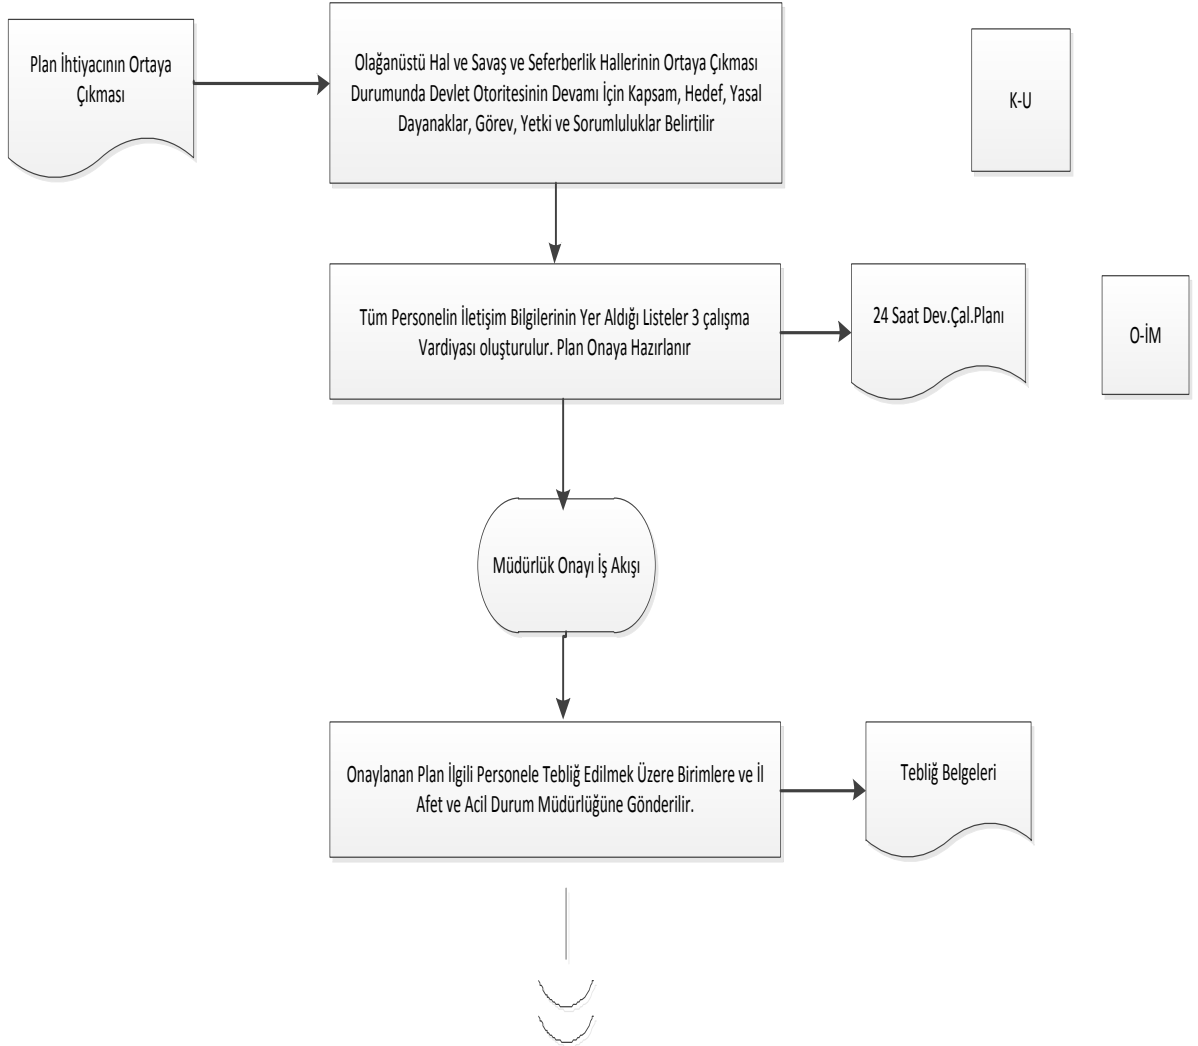 Plan İhtiyacının Ortaya
Çıkması
Olağanüstü Hal ve Savaş ve Seferberlik Hallerinin Ortaya Çıkması
Durumunda Devlet Otoritesinin Devamı İçin Kapsam, Hedef, Yasal
Dayanaklar, Görev, Yetki ve Sorumluluklar Belirtilir
K-U
Tüm Personelin İletişim Bilgilerinin Yer Aldığı Listeler 3 çalışma
Vardiyası oluşturulur. Plan Onaya Hazırlanır
24 Saat Dev.Çal.Planı
O-İM
Müdürlük Onayı İş Akışı
Onaylanan Plan İlgili Personele Tebliğ Edilmek Üzere Birimlere ve İl
Afet ve Acil Durum Müdürlüğüne Gönderilir.
Tebliğ Belgeleri